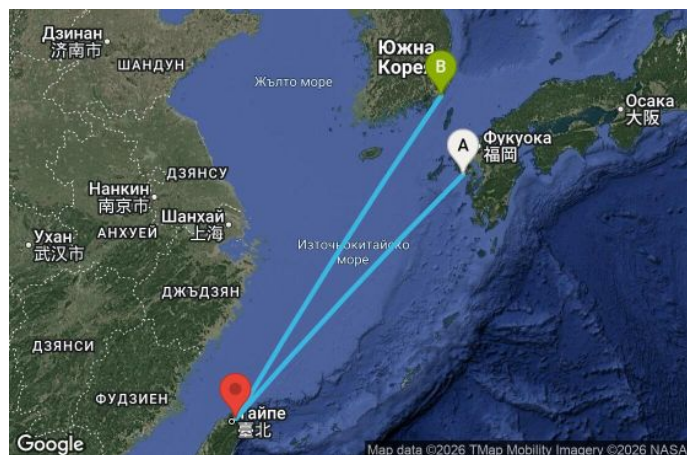 Дзинан
济南市
ШАНДУН
Южна
Корея
B
Жълто море
Осака
大阪
A
Фукуока
福岡
ДЗЯНСУ
Нанкин
南京市
Шанхай
上海
АНХУЕЙ
Ухан
武汉市
Източнокитайско
море
ДЖЪДЗЯН
ДЗЯНСИ
ФУДЗИЕН
Тайпе
臺北
Google
Map data ©2026 TMap Mobility Imagery ©2026 NASA